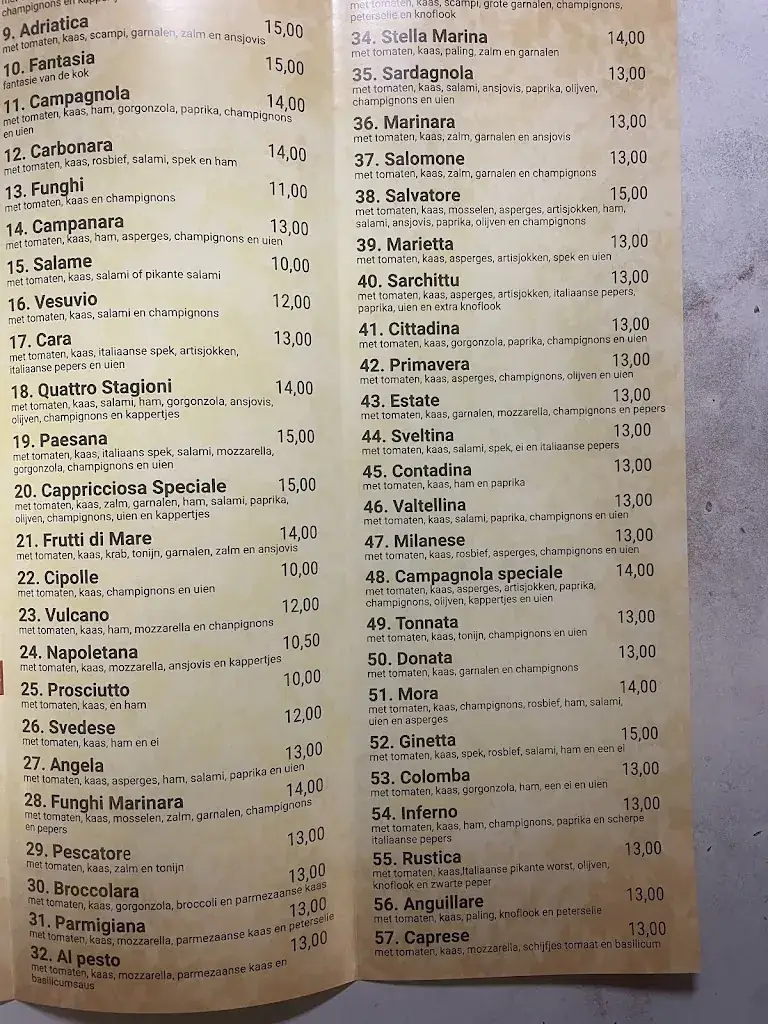 champignons en
9. Adriatica 15,00
met tomaten, kaas, scampi, garnalen, zalm en ansjovis
10. Fantasia 15,00
fantasie van de kok
11. Campagnola 14,00
met tomaten, kaas, ham, gorgonzola, paprika, champignons
en uien
12. Carbonara 14,00
met tomaten, kaas, rosbief, salami, spek en ham
13. Funghi 11,00
met tomaten, kaas en champignons
14. Campanara 13,00
met tomaten, kaas, ham, asperges, champignons en uien
15. Salame 10,00
met tomaten, kaas, salami of pikante salami
16. Vesuvio 12,00
met tomaten, kaas, salami en champignons
17. Cara 13,00
met tomaten, kaas, italiaanse spek, artisjokken,
italiaanse pepers en uien
18. Quattro Stagioni 14,00
met tomaten, kaas, salami, ham, gorgonzola, ansjovis,
olijven, champignons en kappertjes
19. Paesana 15,00
met tomaten, kaas, italiaans spek, salami, mozzarella,
gorgonzola, champignons en uien
20. Cappricciosa Speciale 15,00
met tomaten, kaas, zalm, garnalen, ham, salami, paprika,
olijven, champignons, uien en kappertjes
21. Frutti di Mare 14,00
met tomaten, kaas, krab, tonijn, garnalen, zalm en ansjovis
22. Cipolle 10,00
met tomaten, kaas, champignons en uien
23. Vulcano 12,00
met tomaten, kaas, ham, mozzarella en chanpignons
24. Napoletana 10,50
met tomaten, kaas, mozzarella, ansjovis en kappertjes
25. Prosciutto 10,00
met tomaten, kaas, en ham
26. Svedese 12,00
met tomaten, kaas, ham en ei
27. Angela 13,00
met tomaten, kaas, asperges, ham, salami, paprika en uien
28. Funghi Marinara 14,00
met tomaten, kaas, mosselen, zalm, garnalen, champignons
en pepers
29. Pescatore 13,00
met tomaten, kaas, zalm en tonijn
30. Broccolara 13,00
met tomaten, kaas, gorgonzola, broccoli en parmezaanse kaas
31. Parmigiana 13,00
met tomaten, kaas, mozzarella, parmezaanse kaas en peterselie
32. Al pesto 13,00
met tomaten, kaas, mozzarella, parmezaanse kaas en
basilicumsaus
met tomaten, kaas, scampi, grote garnalen, champignons,
peterselie en knoflook
34. Stella Marina 14,00
met tomaten, kaas, paling, zalm en garnalen
35. Sardagnola 13,00
met tomaten, kaas, salami, ansjovis, paprika, olijven,
champignons en uien
36. Marinara 13,00
met tomaten, kaas, zalm, garnalen en ansjovis
37. Salomone 13,00
met tomaten, kaas, zalm, garnalen en champignons
38. Salvatore 15,00
met tomaten, kaas, mosselen, asperges, artisjokken, ham,
salami, ansjovis, paprika, olijven en champignons
39. Marietta 13,00
met tomaten, kaas, asperges, artisjokken, spek en uien
40. Sarchittu 13,00
met tomaten, kaas, asperges, artisjokken, italiaanse pepers,
paprika, uien en extra knoflook
41. Cittadina 13,00
met tomaten, kaas, gorgonzola, paprika, champignons en uien
42. Primavera 13,00
met tomaten, kaas, asperges, champignons, olijven en uien
43. Estate 13,00
met tomaten, kaas, garnalen, mozzarella, champignons en pepers
44. Sveltina 13,00
met tomaten, kaas, salami, spek, ei en italiaanse pepers
45. Contadina 13,00
met tomaten, kaas, ham en paprika
46. Valtellina 13,00
met tomaten, kaas, salami, paprika, champignons en uien
47. Milanese 13,00
met tomaten, kaas, rosbief, asperges, champignons en uien
48. Campagnola speciale 14,00
met tomaten, kaas, asperges, artisjokken, paprika,
champignons, olijven, kappertjes en uien
49. Tonnata 13,00
met tomaten, kaas, tonijn, champignons en uien
50. Donata 13,00
met tomaten, kaas, garnalen en champignons
51. Mora 14,00
met tomaten, kaas, champignons, rosbief, ham, salami,
uien en asperges
52. Ginetta 15,00
met tomaten, kaas, spek, rosbief, salami, ham en een ei
53. Colomba 13,00
met tomaten, kaas, gorgonzola, ham, een ei en uien
54. Inferno 13,00
met tomaten, kaas, ham, champignons, paprika en scherpe
italiaanse pepers
55. Rustica 13,00
met tomaten, kaas,Italiaanse pikante worst, olijven,
knoflook en zwarte peper
56. Anguillare 13,00
met tomaten, kaas, paling, knoflook en peterselie
57. Caprese 13,00
met tomaten, kaas, mozzarella, schijfjes tomaat en basilicum